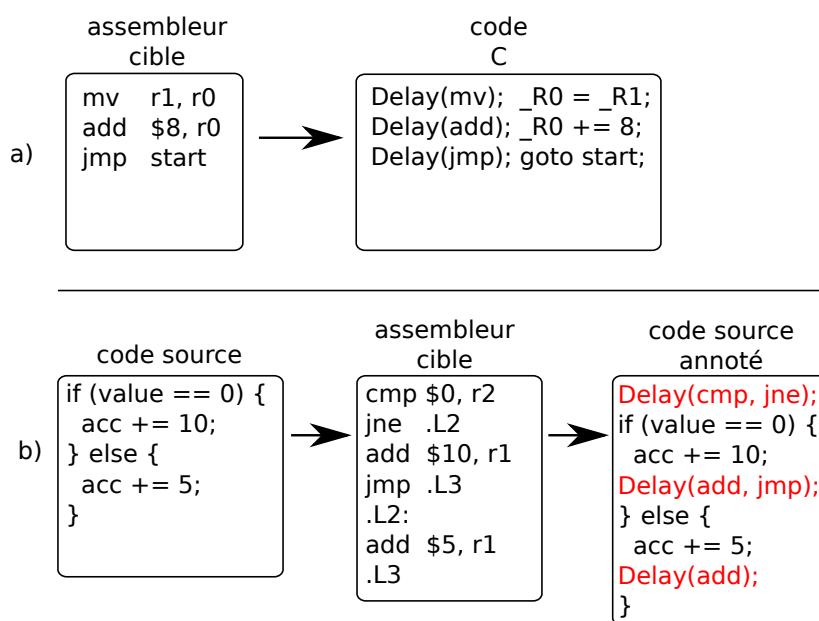 assembleur
cible
code
C
a)
mv r1, r0
add $8, r0
jmp start
Delay(mv); _R0 = _R1;
Delay(add); _R0 += 8;
Delay(jmp); goto start;
b)
code source
if (value == 0) {
acc += 10;
} else {
acc += 5;
}
assembleur
cible
cmp $0, r2
jne .L2
add $10, r1
jmp .L3
.L2:
add $5, r1
.L3
code source
annoté
Delay(cmp, jne);
if (value == 0) {
acc += 10;
Delay(add, jmp);
} else {
acc += 5;
Delay(add);
}